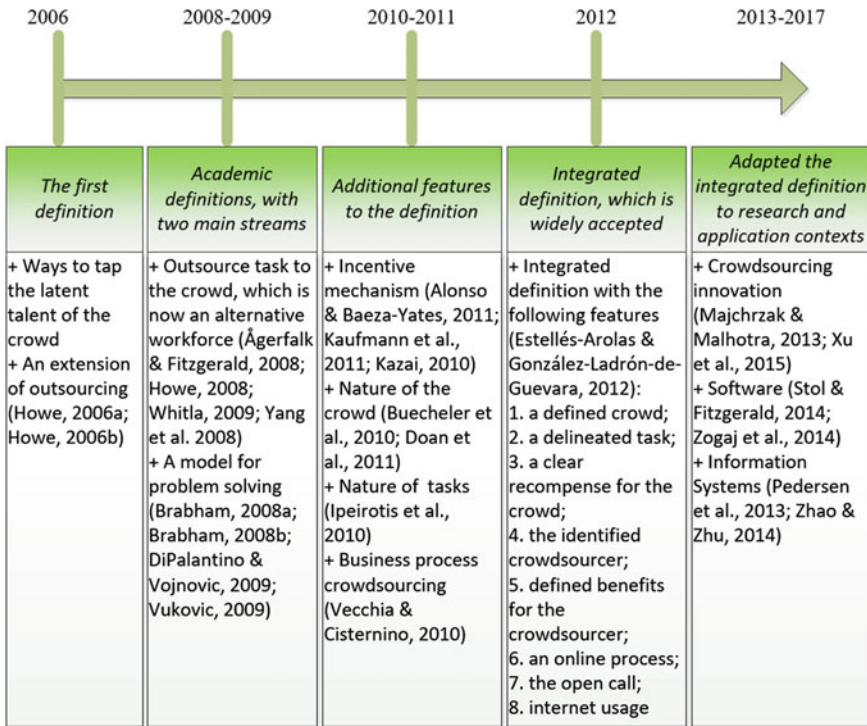 2006
2008-2009
2010-2011
2012
2013-2017
The first
definition
+ Ways to tap
the latent
talent of the
crowd
+ An extension
of outsourcing
(Howe, 2006a;
Howe, 2006b)
Academic
definitions, with
two main streams
+ Outsource task to
the crowd, which is
now an alternative
workforce (Ågerfalk
& Fitzgerald, 2008;
Howe, 2008;
Whitla, 2009; Yang
et al. 2008)
+ A model for
problem solving
(Brabham, 2008a;
Brabham, 2008b;
DiPalantino &
Vojnovic, 2009;
Vukovic, 2009)
Additional features
to the definition
+ Incentive
mechanism (Alonso
& Baeza-Yates, 2011;
Kaufmann et al.,
2011; Kazai, 2010)
+ Nature of the
crowd (Buecheler et
al., 2010; Doan et
al., 2011)
+ Nature of tasks
(Ipeirotis et al.,
2010)
+ Business process
crowdsourcing
(Vecchia &
Cisternino, 2010)
Integrated
definition, which is
widely accepted
+ Integrated
definition with the
following features
(Estellés-Arolas &
González-Ladrón-de-
Guevara, 2012):
1. a defined crowd;
2. a delineated task;
3. a clear
recompense for the
crowd;
4. the identified
crowdsourcer;
5. defined benefits
for the
crowdsourcer;
6. an online process;
7. the open call;
8. internet usage
Adapted the
integrated definition
to research and
application contexts
+ Crowdsourcing
innovation
(Majchrzak &
Malhotra, 2013; Xu
et al., 2015)
+ Software (Stol &
Fitzgerald, 2014;
Zogaj et al., 2014)
+ Information
Systems (Pedersen
et al., 2013; Zhao &
Zhu, 2014)